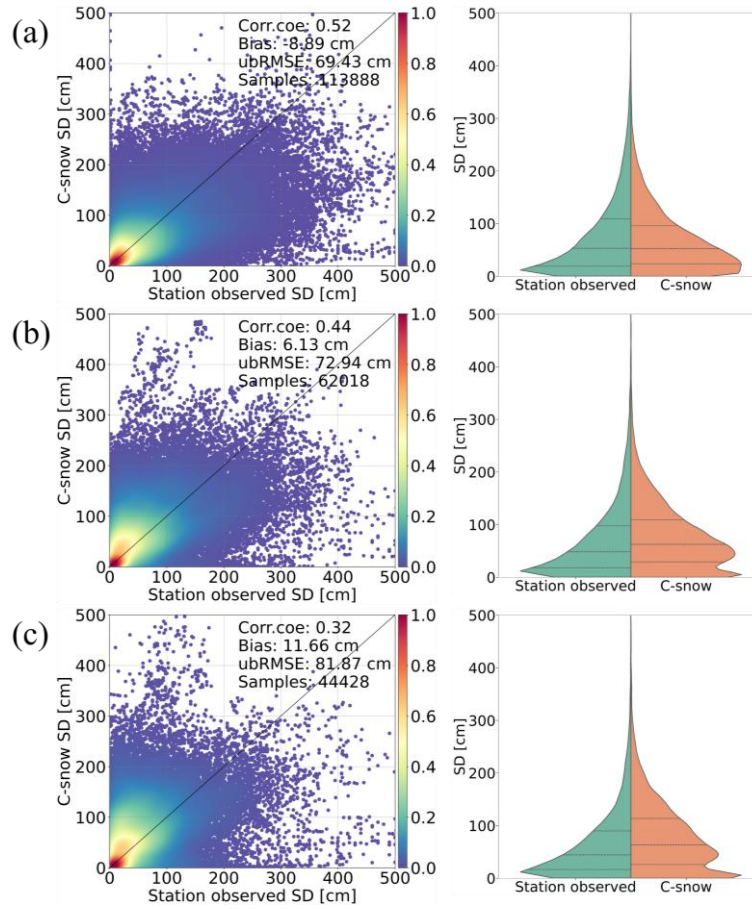 (a)
Corr.coe: 0.52
Bias: -8.89 cm
ubRMSE: 69.43 cm
Samples: 113888
C-snow SD [cm]
500
400
300
200
100
0
0 100 200 300 400 500
Station observed SD [cm]
1.0
0.8
0.6
0.4
0.2
0.0
SD [cm]
500
400
300
200
100
0
Station observed C-snow
(b)
Corr.coe: 0.44
Bias: 6.13 cm
ubRMSE: 72.94 cm
Samples: 62018
C-snow SD [cm]
500
400
300
200
100
0
0 100 200 300 400 500
Station observed SD [cm]
1.0
0.8
0.6
0.4
0.2
0.0
SD [cm]
500
400
300
200
100
0
Station observed C-snow
(c)
Corr.coe: 0.32
Bias: 11.66 cm
ubRMSE: 81.87 cm
Samples: 44428
C-snow SD [cm]
500
400
300
200
100
0
0 100 200 300 400 500
Station observed SD [cm]
1.0
0.8
0.6
0.4
0.2
0.0
SD [cm]
500
400
300
200
100
0
Station observed C-snow